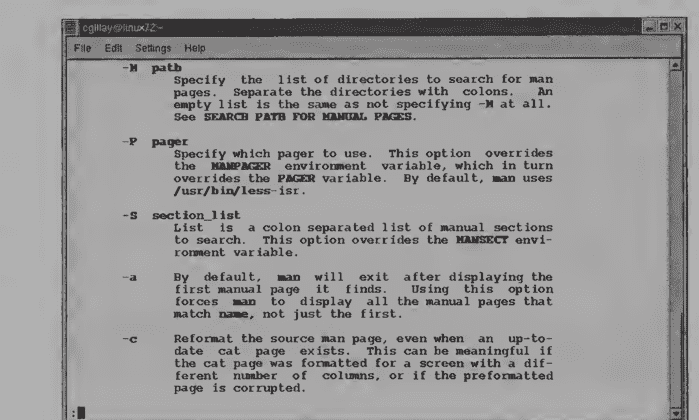 cgillay@linux72:~
File Edit Settings Help
-M path
Specify the list of directories to search for man
pages. Separate the directories with colons. An
empty list is the same as not specifying -M at all.
See SEARCH PATH FOR MANUAL PAGES.
-P pager
Specify which pager to use. This option overrides
the MANPAGER environment variable, which in turn
overrides the PAGER variable. By default, man uses
/usr/bin/less-isr.
-S section_list
List is a colon separated list of manual sections
to search. This option overrides the MANSECT envi-
ronment variable.
-a By default, man will exit after displaying the
first manual page it finds. Using this option
forces man to display all the manual pages that
match name, not just the first.
-c Reformat the source man page, even when an up-to-
date cat page exists. This can be meaningful if
the cat page was formatted for a screen with a dif-
ferent number of columns, or if the preformatted
page is corrupted.
: